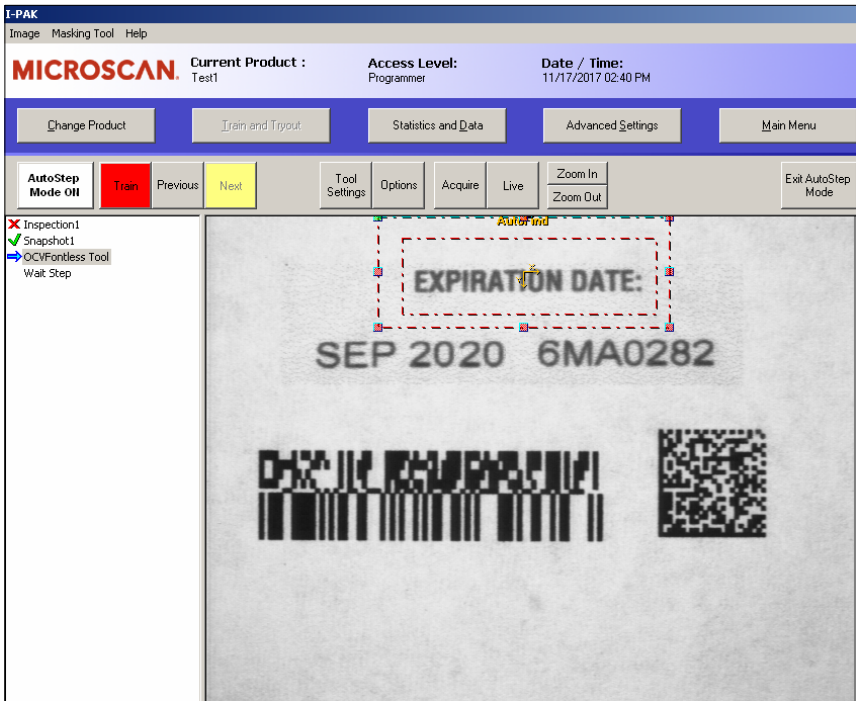 I-PAK
Image Masking Tool Help
MICROSCAN.
Current Product :
Test1
Access Level:
Programmer
Date / Time:
11/17/2017 02:40 PM
Change Product
Train and Tryout
Statistics and Data
Advanced Settings
Main Menu
AutoStep
Mode ON
Train
Previous
Next
Tool
Settings
Options
Acquire
Live
Zoom In
Zoom Out
Exit AutoStep
Mode
Inspection1
Snapshot1
OCVFontless Tool
Wait Step
AutoFind
EXPIRATION DATE:
SEP 2020 6MA0282